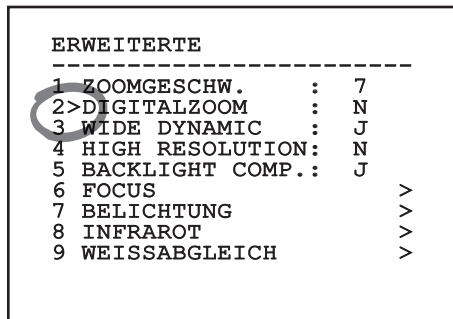 ERWEITERTE
--------------------------
1 ZOOMGESCHW. : 7
2>DIGITALZOOM : N
3 WIDE DYNAMIC : J
4 HIGH RESOLUTION: N
5 BACKLIGHT COMP.: J
6 FOCUS >
7 BELICHTUNG >
8 INFRAROT >
9 WEISSABGLEICH >